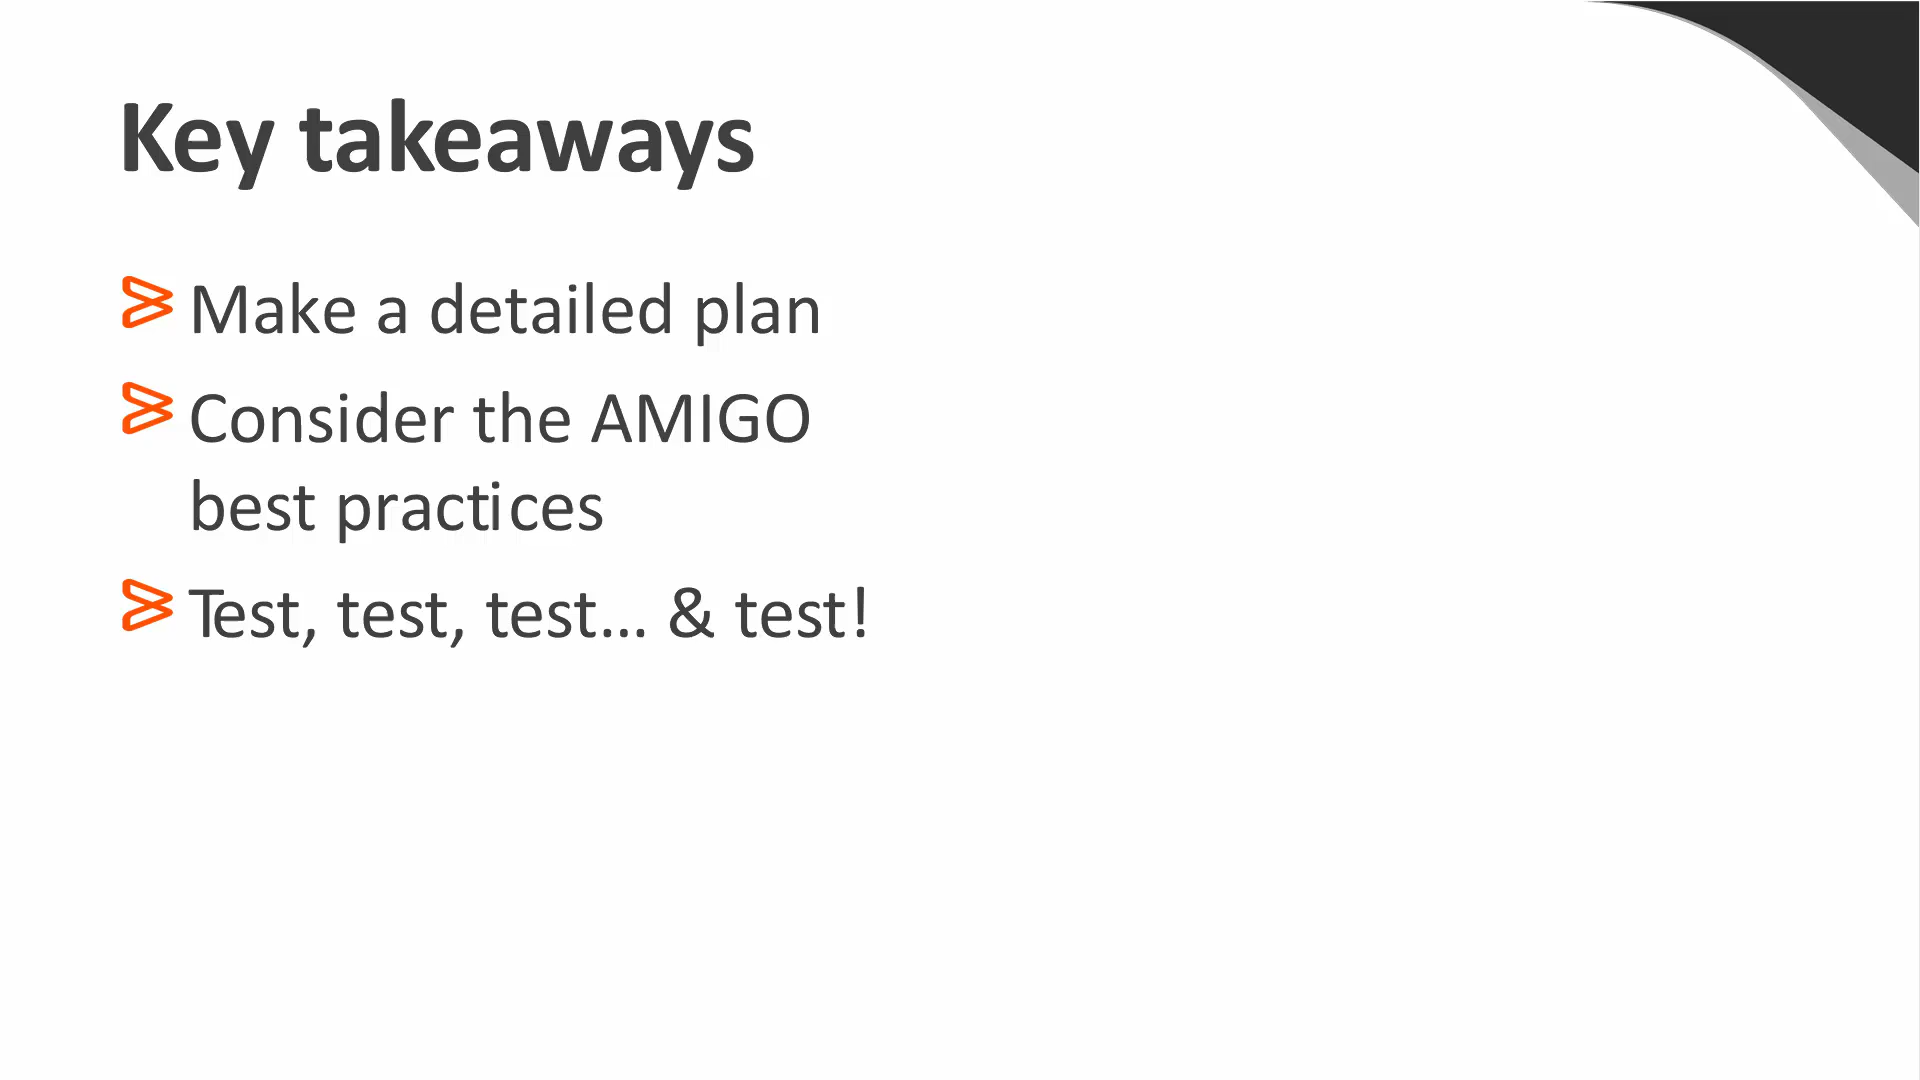 Key takeaways
Make a detailed plan
Consider the AMIGO
best practices
Test, test, test... & test!